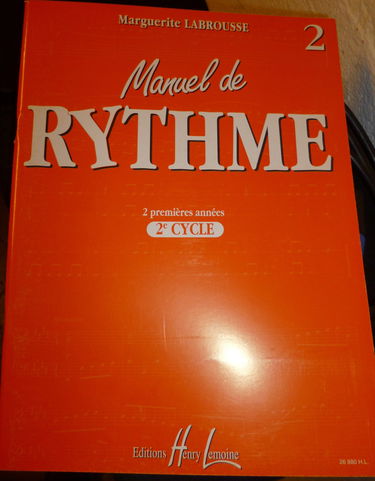 Marguerite LABROUSSE
2
Manuel de
RYTHME
2 premières années
2e CYCLE
Editions Henry Lemoine
26 880 H.L.